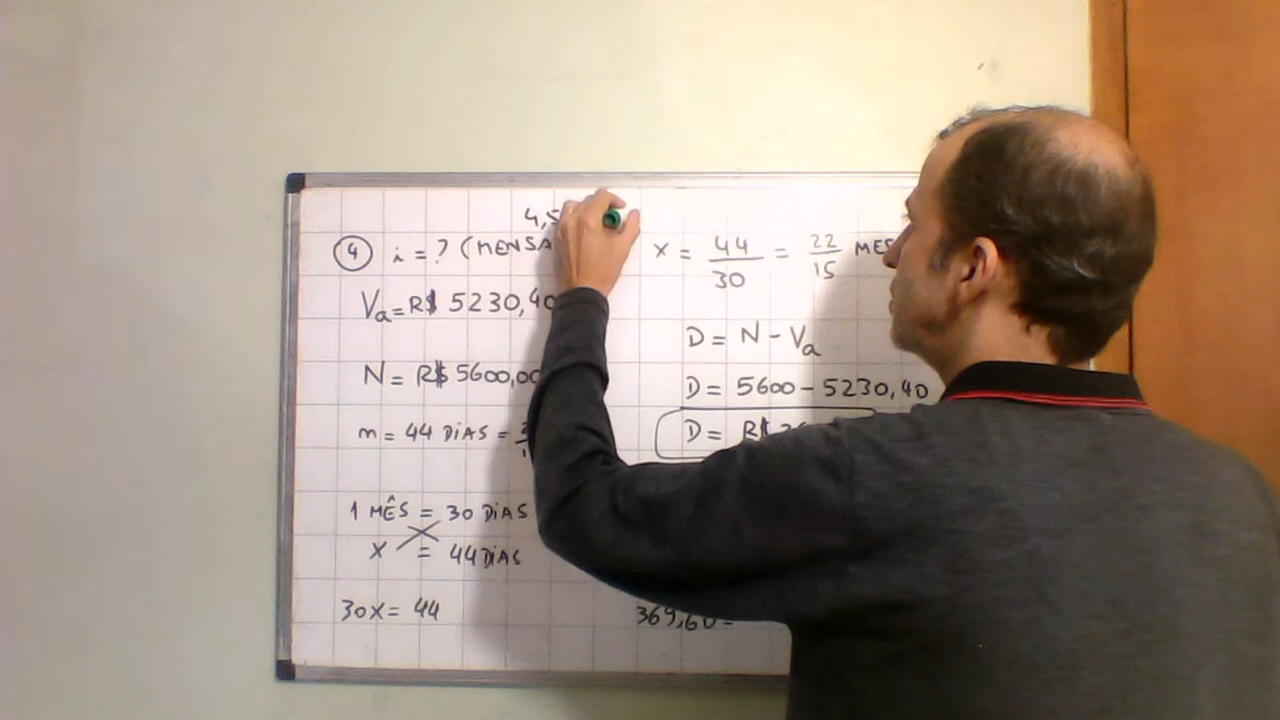 4,5
④ i = ? (MENSA
Va = R$ 5230,40
N = R$ 5600,00
m = 44 DIAS =
1 MÊS = 30 DIAS
X = 44 DIAS
30X = 44
X = 44/30 = 22/15 MES
D = N - Va
D = 5600 - 5230,40
D = R$ 36
369,60 =